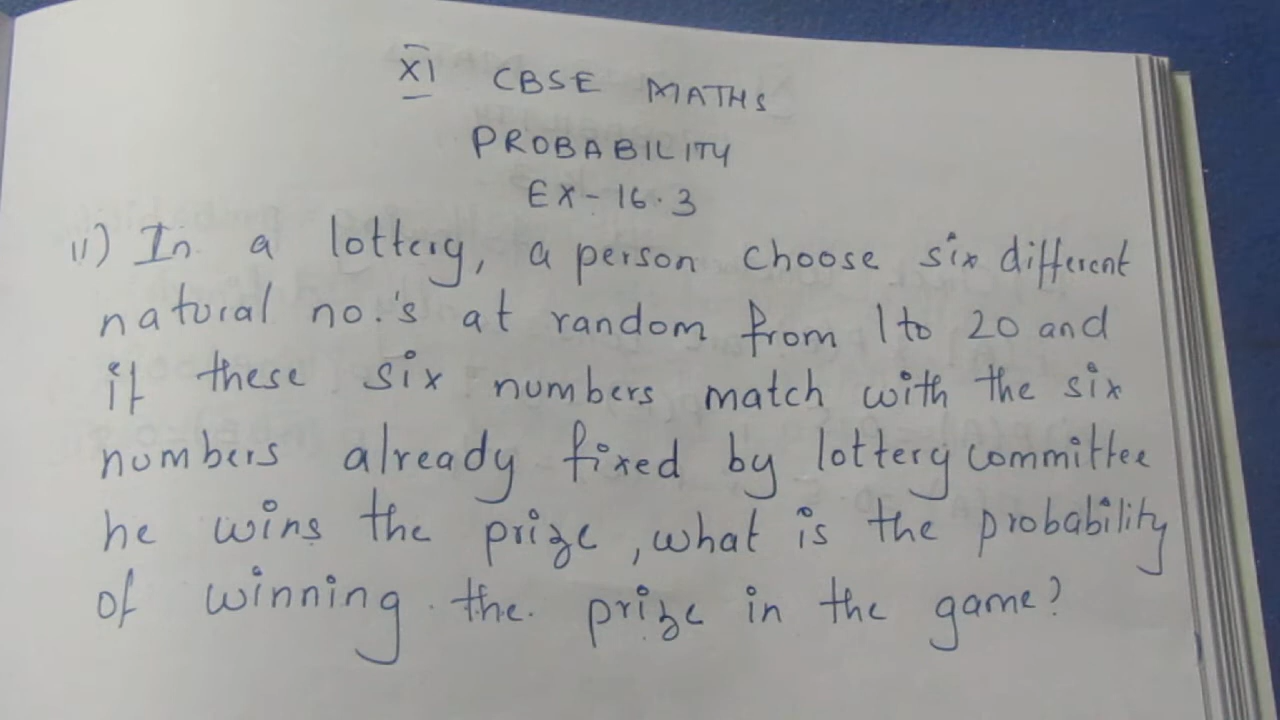 XI CBSE MATHS
PROBABILITY
EX-16.3
11) In a lottery, a person choose six different
natural no.'s at random from 1 to 20 and
if these six numbers match with the six
numbers already fixed by lottery committee
he wins the prize, what is the probability
of winning the prize in the game?